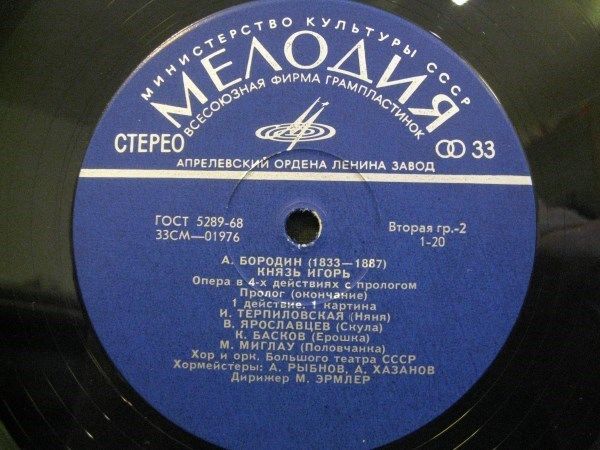 МИНИСТЕРСТВО КУЛЬТУРЫ СССР
МЕЛОДИЯ
ВСЕСОЮЗНАЯ ФИРМА ГРАМПЛАСТИНОК
СТЕРЕО
33
АПРЕЛЕВСКИЙ ОРДЕНА ЛЕНИНА ЗАВОД
ГОСТ 5289-68
33СМ—01976
Вторая гр.-2
1-20
А. БОРОДИН (1833—1887)
КНЯЗЬ ИГОРЬ
Опера в 4-х действиях с прологом
Пролог (окончание)
1 действие. 1 картина
И. ТЕРПИЛОВСКАЯ (Няня)
В. ЯРОСЛАВЦЕВ (Скула)
К. БАСКОВ (Ерошка)
М. МИГЛАУ (Половчанка)
Хор и орк. Большого театра СССР
Хормейстеры: А. РЫБНОВ, А. ХАЗАНОВ
Дирижер М. ЭРМЛЕР